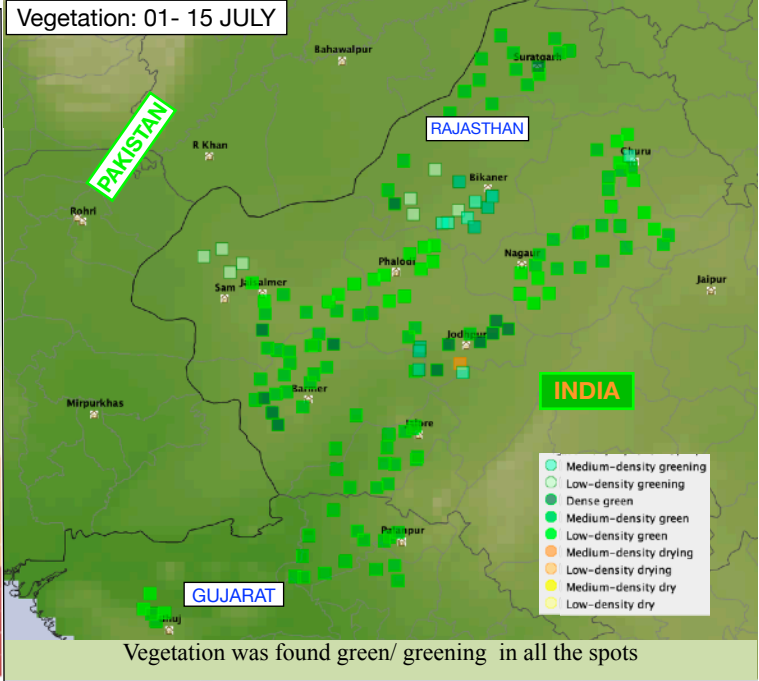 Vegetation: 01- 15 JULY
Bahawalpur
Suratgarh
PAKISTAN
RAJASTHAN
R Khan
Churu
Bikaner
Rohri
Phalodi
Nagaur
Sam
Jaisalmer
Jaipur
Jodhpur
INDIA
Barmer
Mirpurkhas
Jalore
Medium-density greening
Low-density greening
Dense green
Medium-density green
Low-density green
Medium-density drying
Low-density drying
Medium-density dry
Low-density dry
Palanpur
GUJARAT
Bhuj
Vegetation was found green/ greening in all the spots